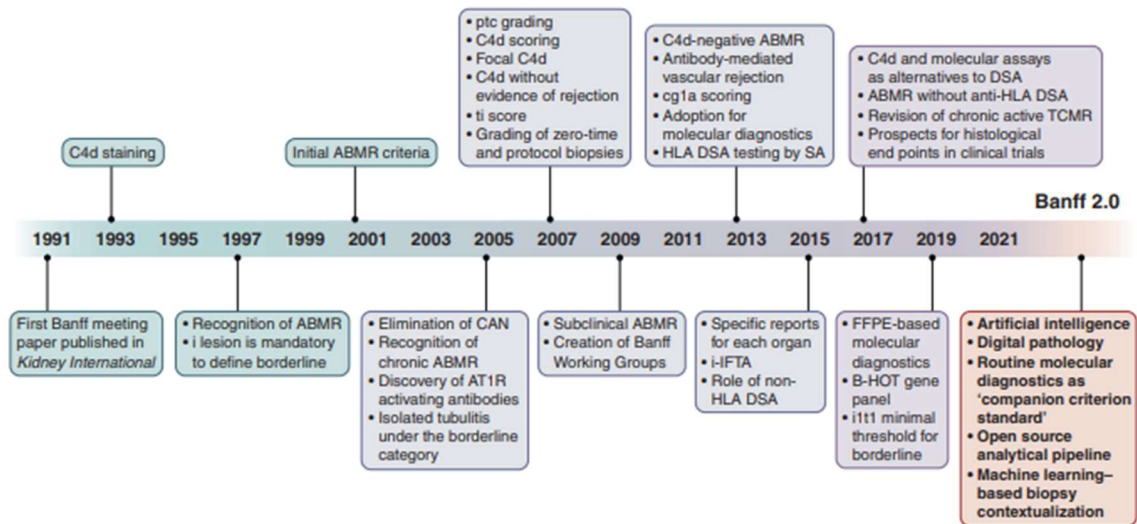 • ptc grading
• C4d scoring
• Focal C4d
• C4d without
evidence of rejection
• ti score
• Grading of zero-time
and protocol biopsies
• C4d-negative ABMR
• Antibody-mediated
vascular rejection
• cg1a scoring
• Adoption for
molecular diagnostics
• HLA DSA testing by SA
• C4d and molecular assays
as alternatives to DSA
• ABMR without anti-HLA DSA
• Revision of chronic active TCMR
• Prospects for histological
end points in clinical trials
C4d staining
Initial ABMR criteria
Banff 2.0
1991 1993 1995 1997 1999 2001 2003 2005 2007 2009 2011 2013 2015 2017 2019 2021
First Banff meeting
paper published in
Kidney International
• Recognition of ABMR
• i lesion is mandatory
to define borderline
• Elimination of CAN
• Recognition of
chronic ABMR
• Discovery of AT1R
activating antibodies
• Isolated tubulitis
under the borderline
category
• Subclinical ABMR
• Creation of Banff
Working Groups
• Specific reports
for each organ
• i-IFTA
• Role of non-
HLA DSA
• FFPE-based
molecular
diagnostics
• B-HOT gene
panel
• i1t1 minimal
threshold for
borderline
• Artificial intelligence
• Digital pathology
• Routine molecular
diagnostics as
‘companion criterion
standard’
• Open source
analytical pipeline
• Machine learning–
based biopsy
contextualization